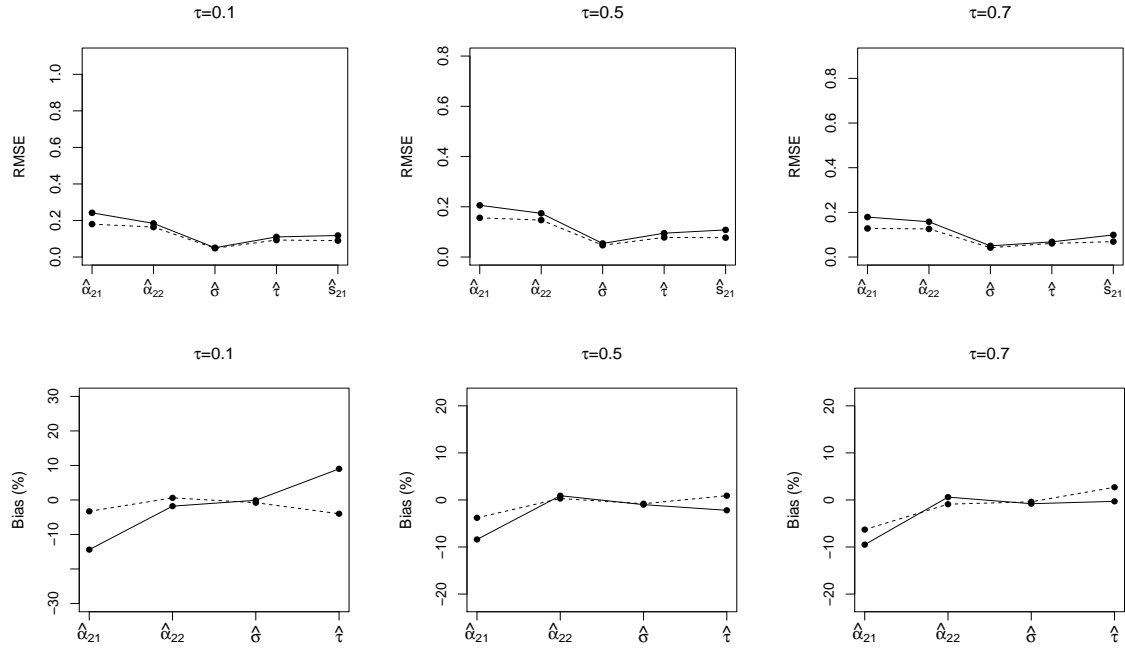 τ=0.1
τ=0.5
τ=0.7
RMSE
0.0 0.2 0.4 0.6 0.8 1.0
α̂₂₁ α̂₂₂ σ̂ τ̂ ŝ₂₁
RMSE
0.0 0.2 0.4 0.6 0.8
α̂₂₁ α̂₂₂ σ̂ τ̂ ŝ₂₁
RMSE
0.0 0.2 0.4 0.6 0.8
α̂₂₁ α̂₂₂ σ̂ τ̂ ŝ₂₁
τ=0.1
τ=0.5
τ=0.7
Bias (%)
−30 −10 0 10 20 30
α̂₂₁ α̂₂₂ σ̂ τ̂
Bias (%)
−20 −10 0 10 20
α̂₂₁ α̂₂₂ σ̂ τ̂
Bias (%)
−20 −10 0 10 20
α̂₂₁ α̂₂₂ σ̂ τ̂